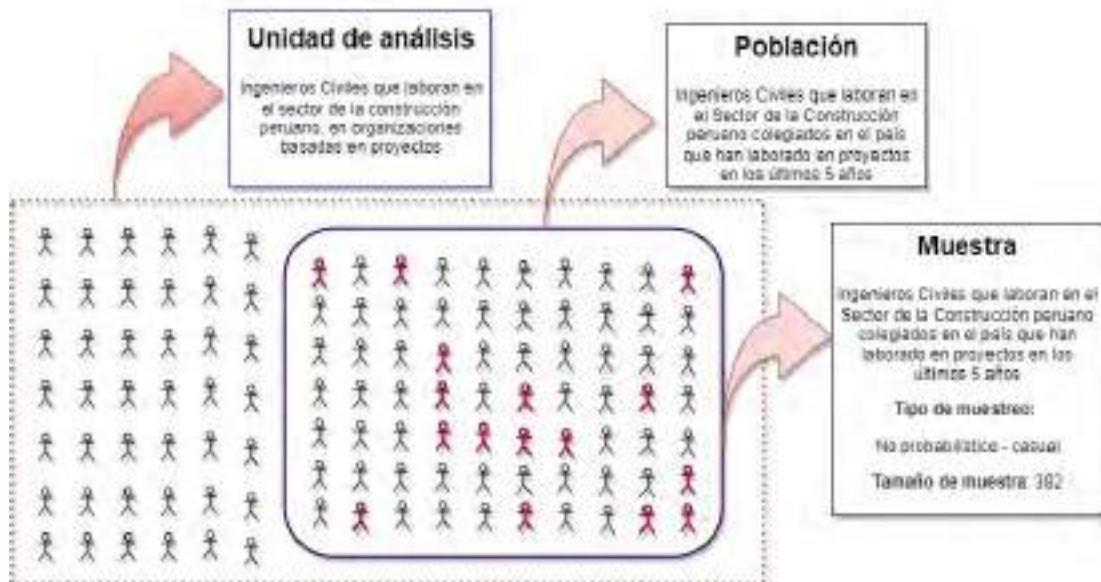 Unidad de análisis
Ingenieros Civiles que laboran en
el sector de la construcción
peruano, en organizaciones
basadas en proyectos
Población
Ingenieros Civiles que laboran en
el Sector de la Construcción
peruano colegiados en el país
que han laborado en proyectos
en los últimos 5 años
Muestra
Ingenieros Civiles que laboran en el
Sector de la Construcción peruano
colegiados en el país que han
laborado en proyectos en los
últimos 5 años
Tipo de muestreo:
No probabilístico - casual
Tamaño de muestra: 382